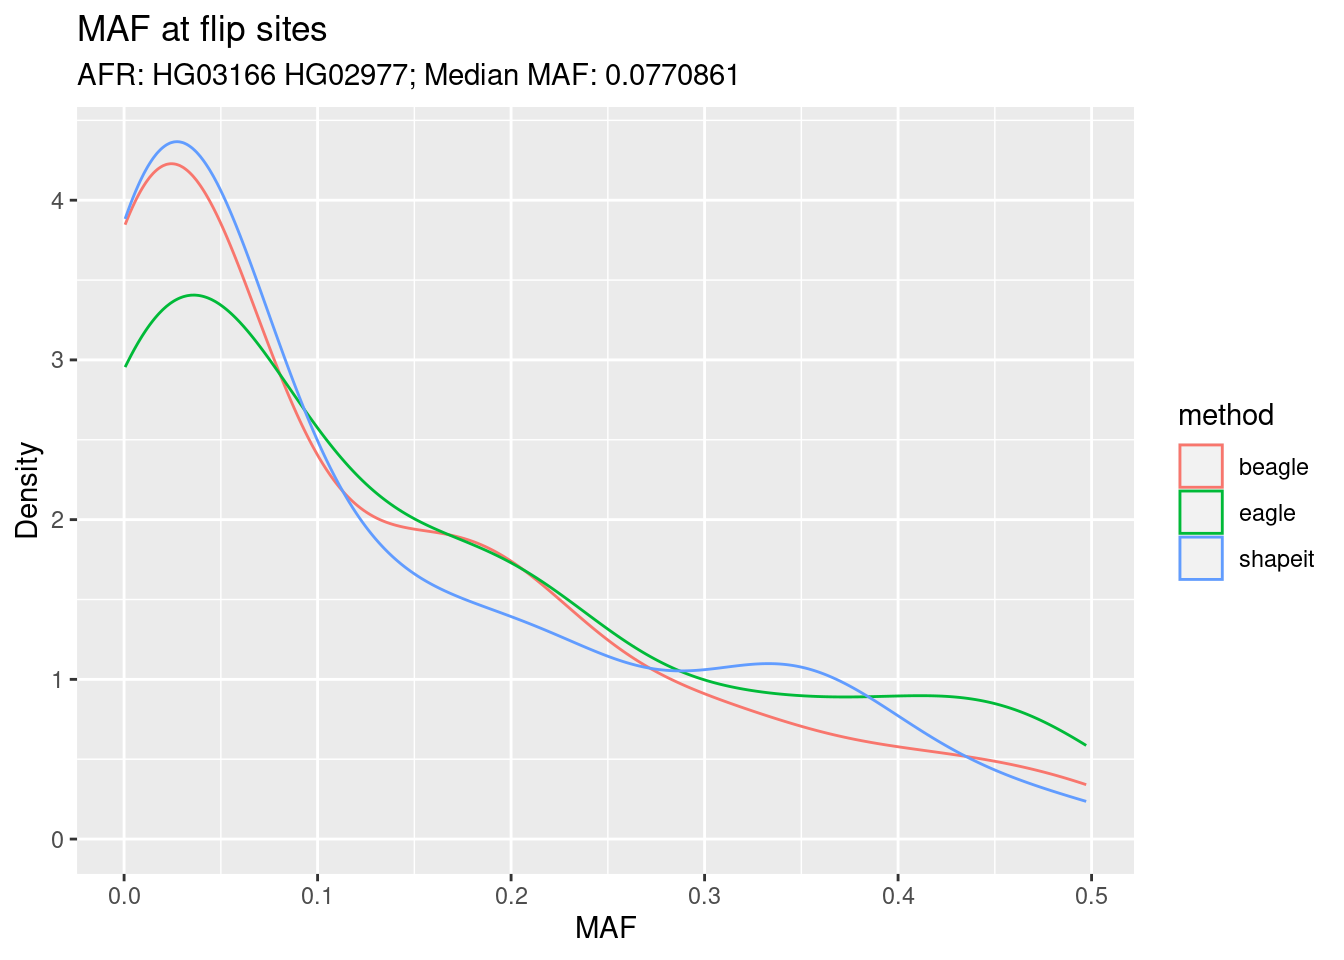 MAF at flip sites
AFR: HG03166 HG02977; Median MAF: 0.0770861
Density
4
3
2
1
0
0.0 0.1 0.2 0.3 0.4 0.5
MAF
method
beagle
eagle
shapeit